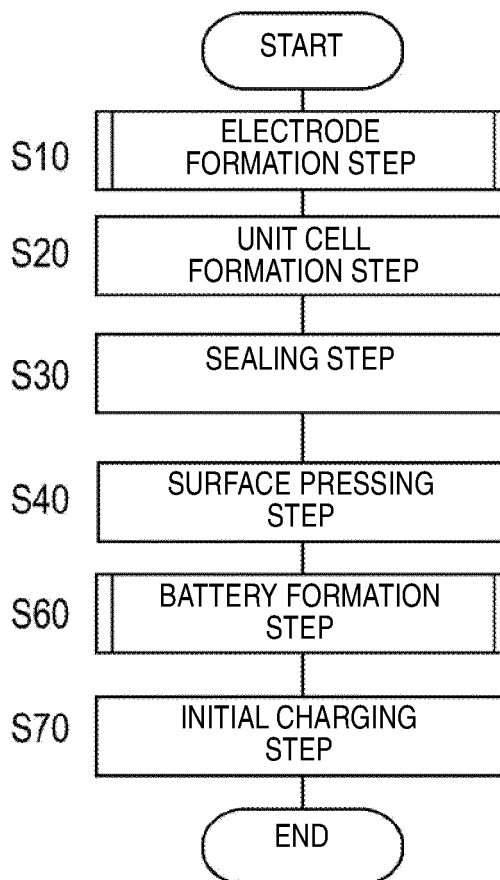 START
S10
ELECTRODE
FORMATION STEP
S20
UNIT CELL
FORMATION STEP
S30
SEALING STEP
S40
SURFACE PRESSING
STEP
S60
BATTERY FORMATION
STEP
S70
INITIAL CHARGING
STEP
END